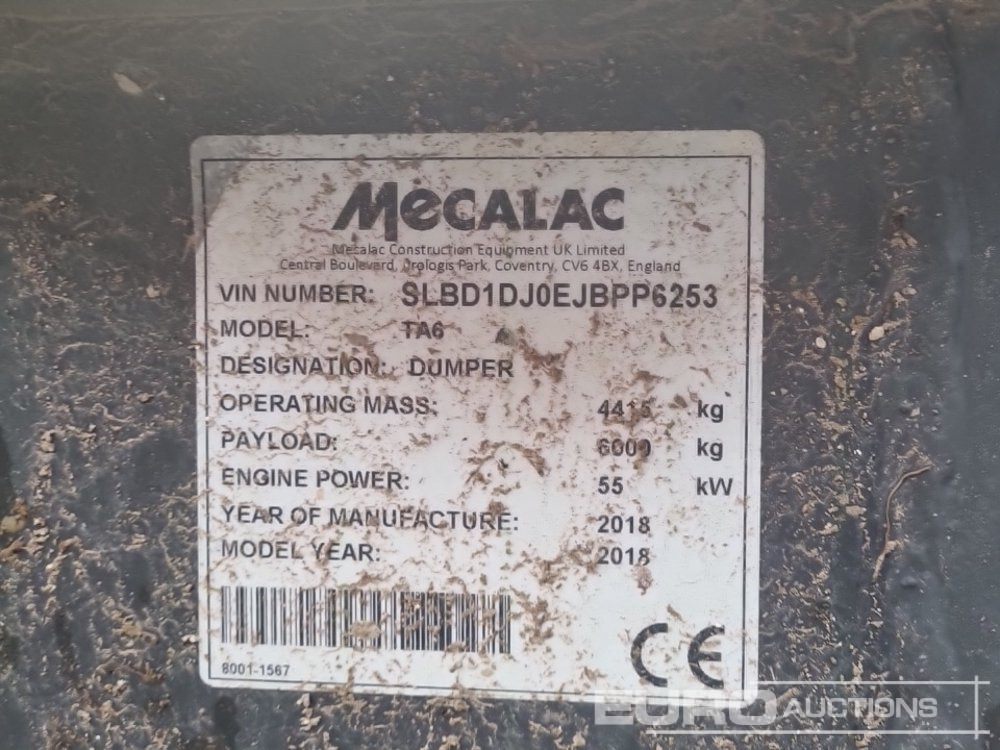 MECALAC
Mecalac Construction Equipment UK Limited
Central Boulevard, Prologis Park, Coventry, CV6 4BX, England
VIN NUMBER: SLBD1DJ0EJBPP6253
MODEL: TA6
DESIGNATION: DUMPER
OPERATING MASS: 4415 kg
PAYLOAD: 6000 kg
ENGINE POWER: 55 kW
YEAR OF MANUFACTURE: 2018
MODEL YEAR: 2018
8001-1567
CE
EURO AUCTIONS